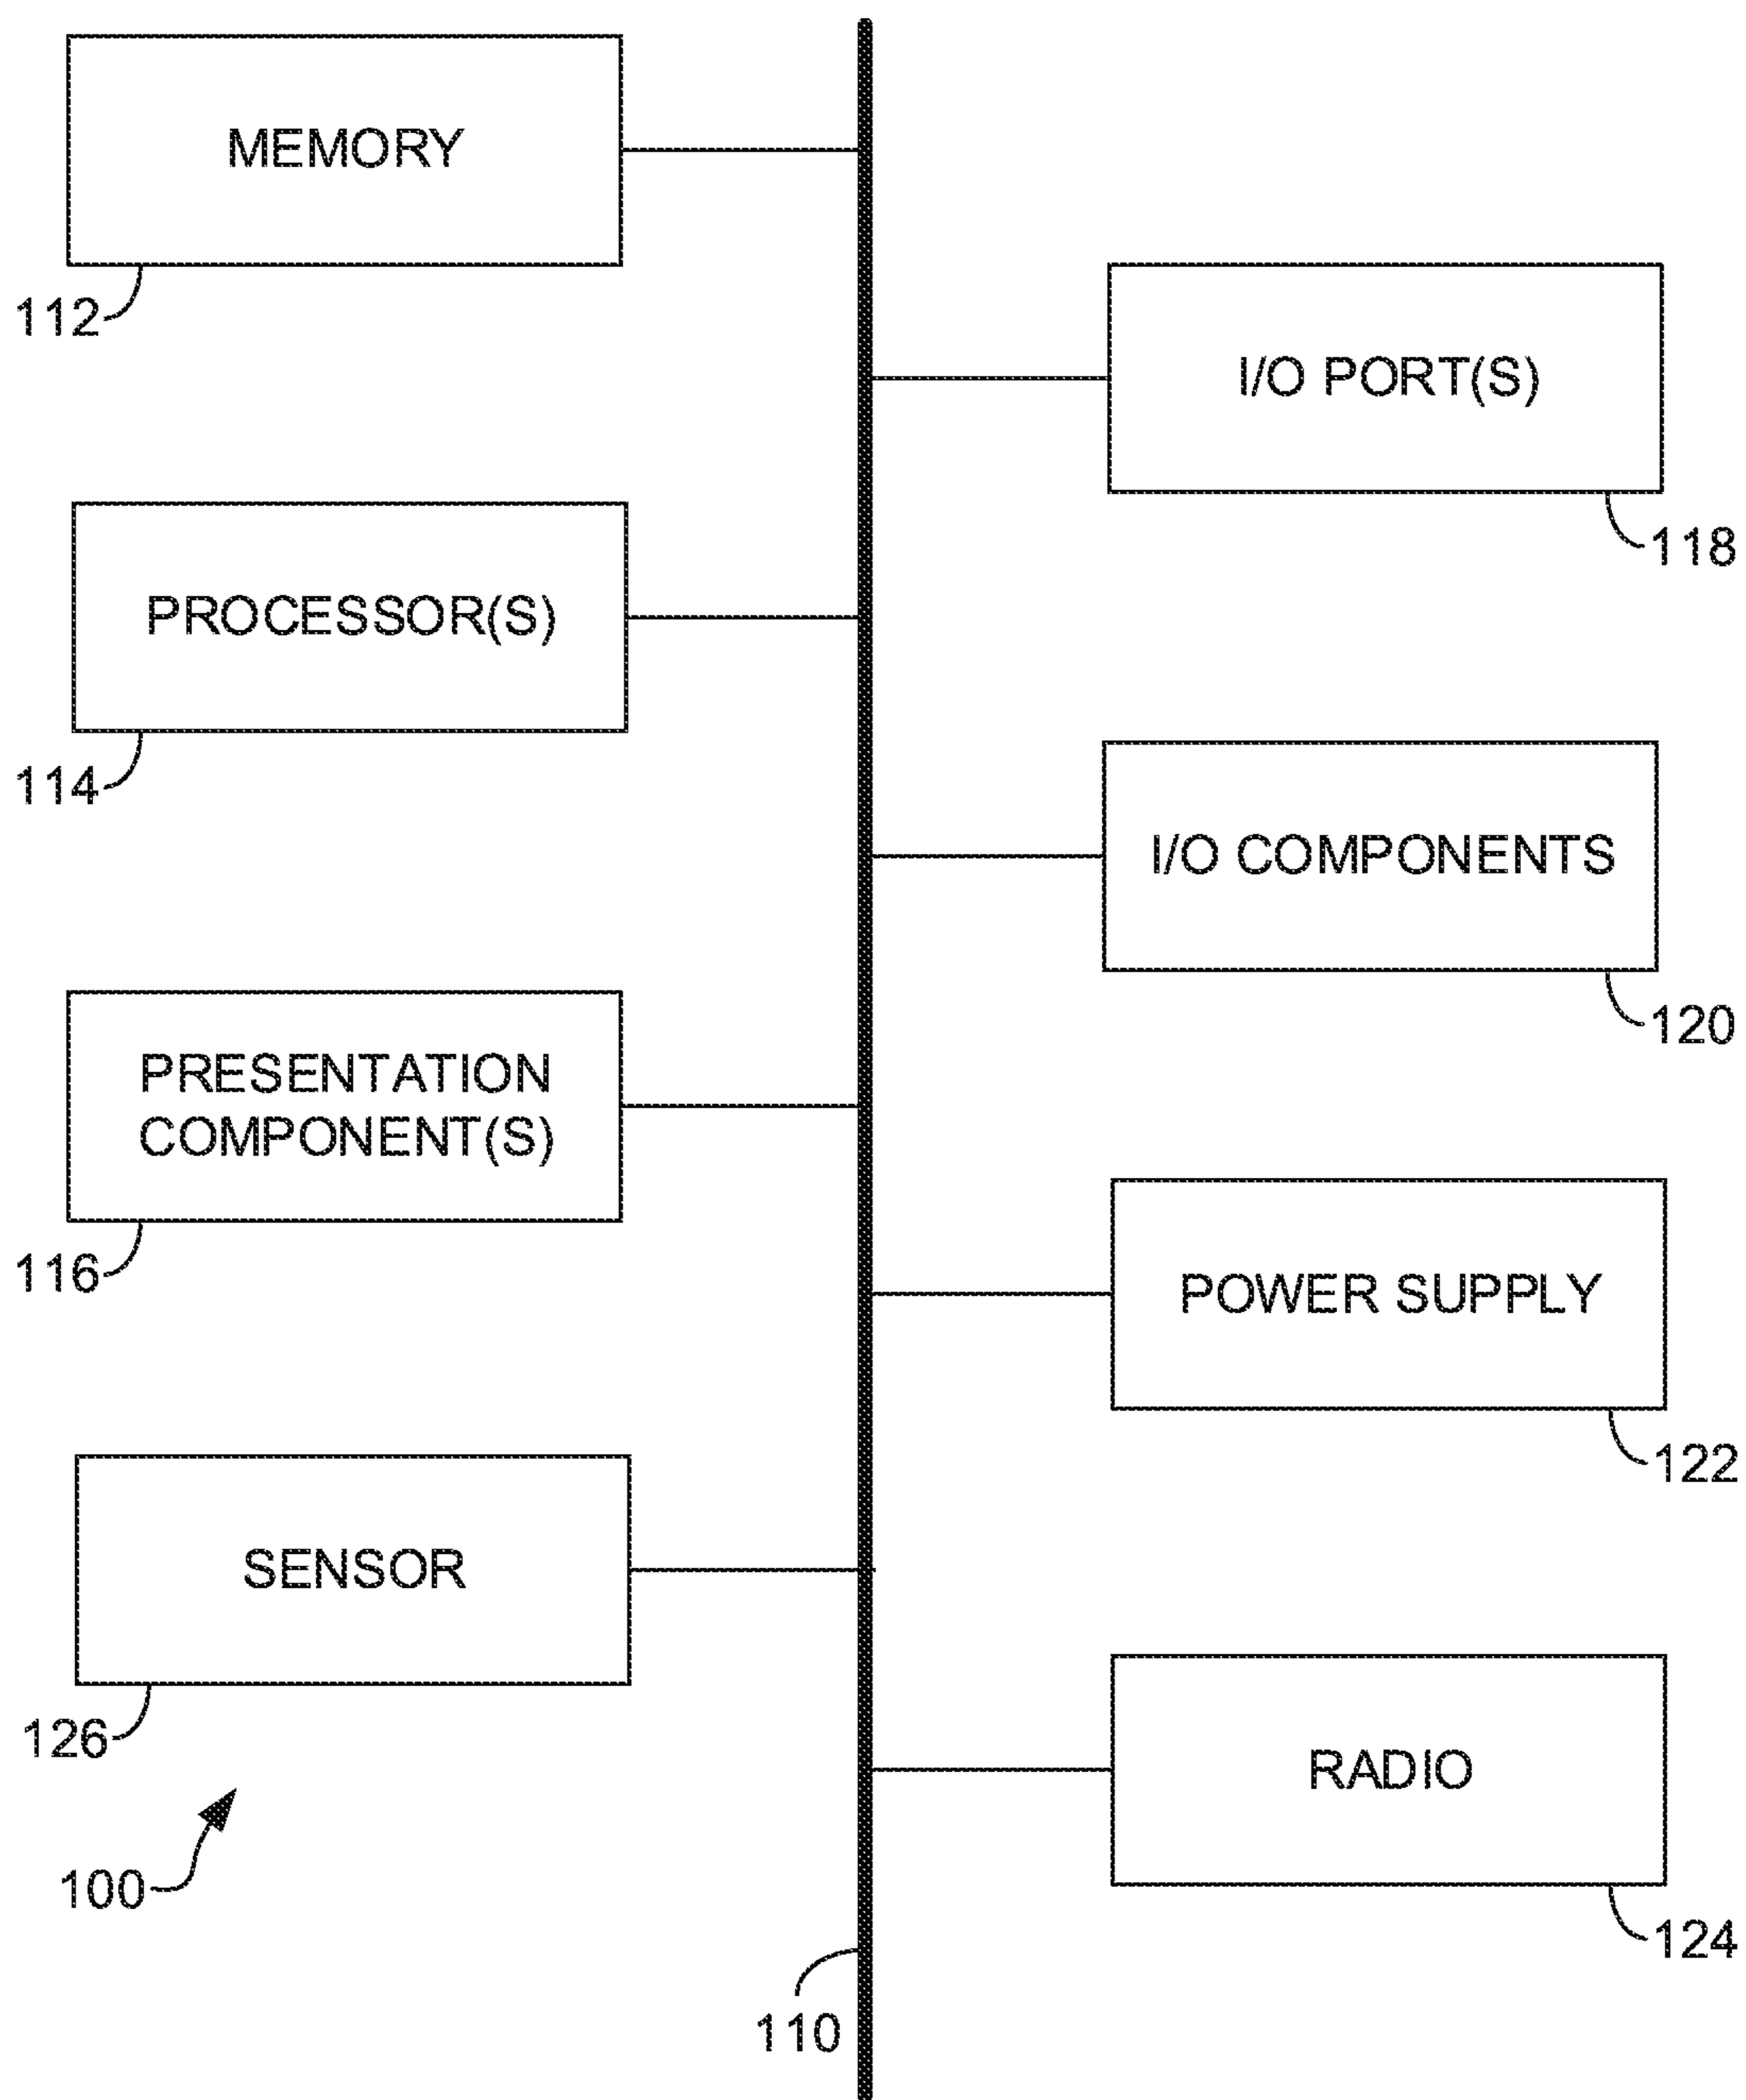 MEMORY
112
I/O PORT(S)
118
PROCESSOR(S)
114
I/O COMPONENTS
120
PRESENTATION
COMPONENT(S)
116
POWER SUPPLY
122
SENSOR
126
RADIO
124
100
110